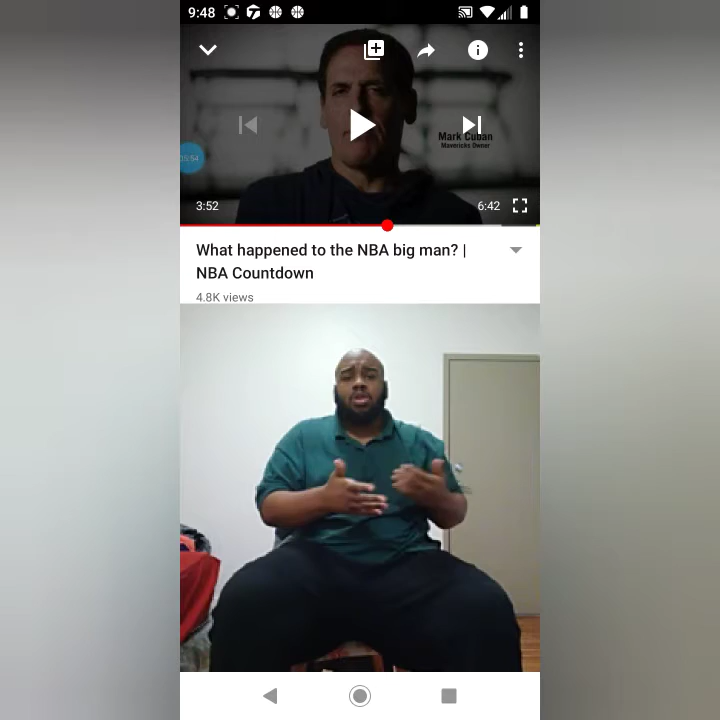 9:48
Mark Cuban
Mavericks Owner
3:52
6:42
What happened to the NBA big man? |
NBA Countdown
4.8K views